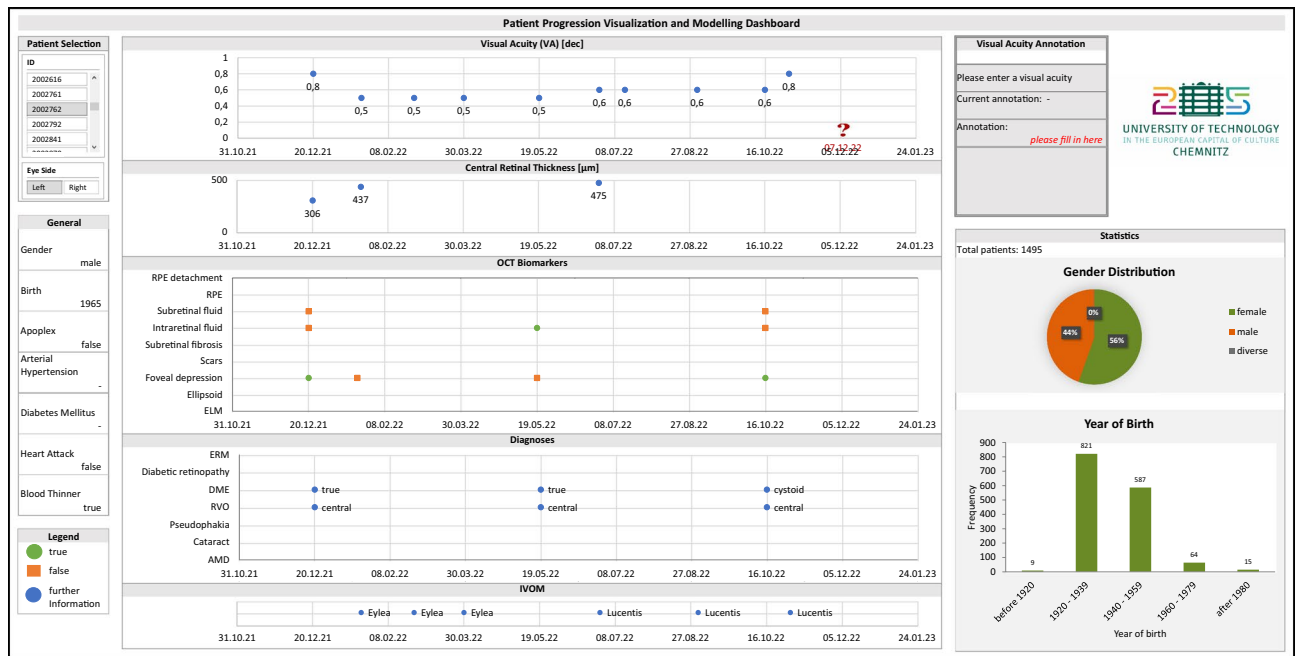 Patient Progression Visualization and Modelling Dashboard
Patient Selection
ID
2002616
2002761
2002762
2002792
2002841
Eye Side
Left Right
General
Gender
male
Birth
1965
Apoplex
false
Arterial
Hypertension
-
Diabetes Mellitus
-
Heart Attack
false
Blood Thinner
true
Legend
true
false
further
Information
Visual Acuity (VA) [dec]
1
0,8
0,6
0,4
0,2
0
0,8
0,5
0,5
0,5
0,5
0,6
0,6
0,6
0,6
0,8
?
07.12.22
31.10.21 20.12.21 08.02.22 30.03.22 19.05.22 08.07.22 27.08.22 16.10.22 05.12.22 24.01.23
Central Retinal Thickness [µm]
500
0
306
437
475
31.10.21 20.12.21 08.02.22 30.03.22 19.05.22 08.07.22 27.08.22 16.10.22 05.12.22 24.01.23
OCT Biomarkers
RPE detachment
RPE
Subretinal fluid
Intraretinal fluid
Subretinal fibrosis
Scars
Foveal depression
Ellipsoid
ELM
31.10.21 20.12.21 08.02.22 30.03.22 19.05.22 08.07.22 27.08.22 16.10.22 05.12.22 24.01.23
Diagnoses
ERM
Diabetic retinopathy
DME true true cystoid
RVO central central central
Pseudophakia
Cataract
AMD
31.10.21 20.12.21 08.02.22 30.03.22 19.05.22 08.07.22 27.08.22 16.10.22 05.12.22 24.01.23
IVOM
Eylea Eylea Eylea Lucentis Lucentis Lucentis
31.10.21 20.12.21 08.02.22 30.03.22 19.05.22 08.07.22 27.08.22 16.10.22 05.12.22 24.01.23
Visual Acuity Annotation
Please enter a visual acuity
Current annotation: -
Annotation:
please fill in here
UNIVERSITY OF TECHNOLOGY
IN THE EUROPEAN CAPITAL OF CULTURE
CHEMNITZ
Statistics
Total patients: 1495
Gender Distribution
0%
44%
56%
female
male
diverse
Year of Birth
Frequency
900
800
700
600
500
400
300
200
100
0
9
821
587
64
15
before 1920
1920 - 1939
1940 - 1959
1960 - 1979
after 1980
Year of birth